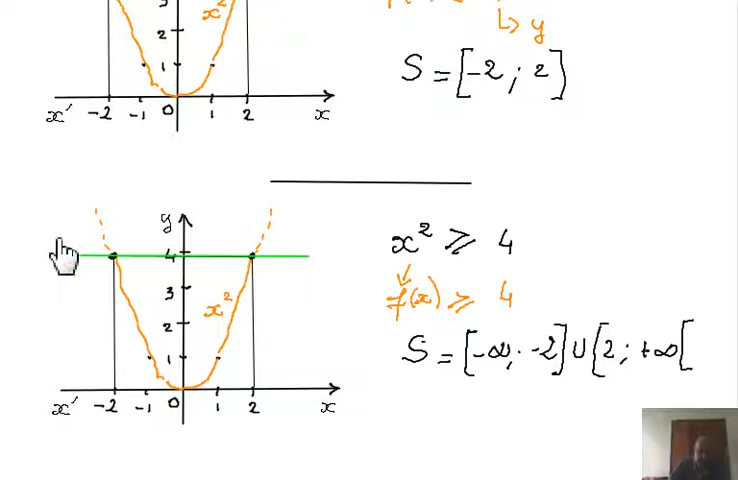 3
2
1
x²
x' -2 -1 0 1 2 x
↳ y
S = [-2 ; 2]
y
4
3
2
1
x²
x' -2 -1 0 1 2 x
x² ⩾ 4
f(x) ⩾ 4
S = [-∞; -2] U [2 ; +∞[